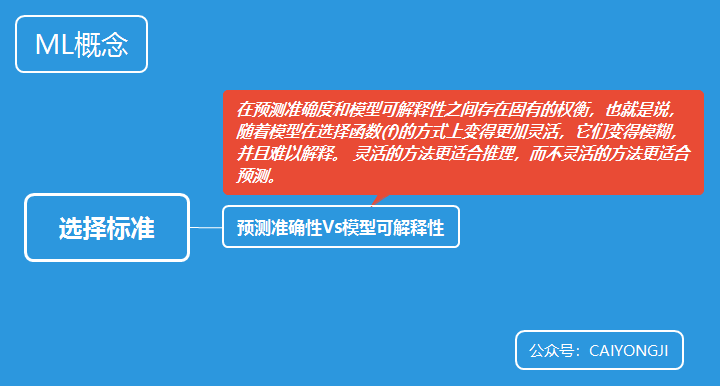 ML概念
在预测准确度和模型可解释性之间存在固有的权衡，也就是说，
随着模型在选择函数(f)的方式上变得更加灵活，它们变得模糊，
并且难以解释。 灵活的方法更适合推理，而不灵活的方法更适合
预测。
选择标准
预测准确性Vs模型可解释性
公众号：CAIYONGJI